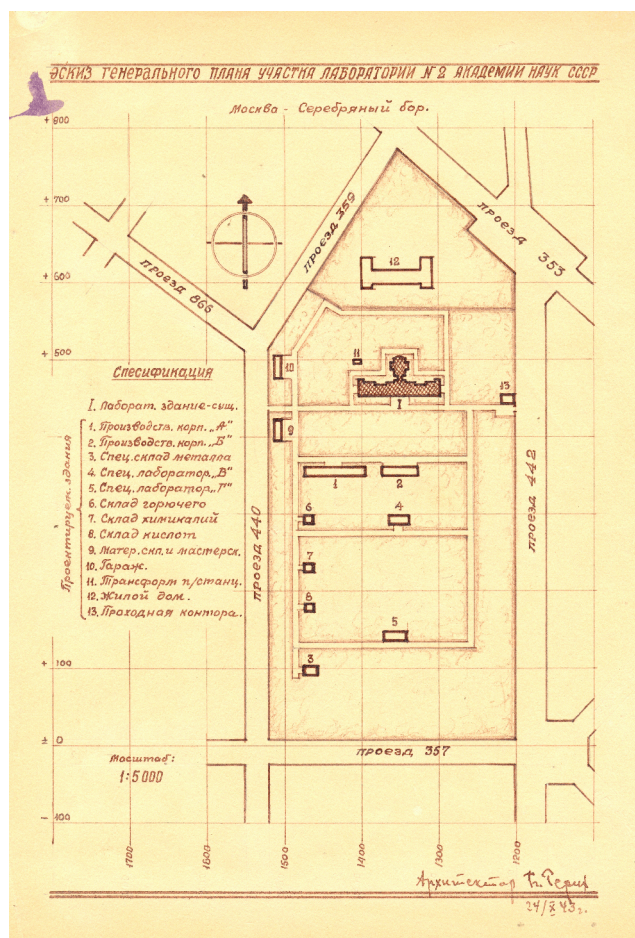 Эскиз генерального плана участка Лаборатории №2 Академии Наук СССР
Москва - Серебряный бор.
+ 800
+ 700
+ 600
+ 500
+ 100
± 0
- 100
проезд 359
проезд 353
проезд 866
12
11
10
13
I
9
1
2
6
4
7
8
5
3
проезд 440
проезд 442
проезд 357
Спесификация
I. Лаборат. здание-сущ.
Проектируем. здания
1. Производств. корп. „А"
2. Производств. корп. „Б"
3. Спец. склад металла
4. Спец. лаборатор. „В"
5. Спец. лаборатор. „Г"
6. Склад горючего
7. Склад химикалий
8. Склад кислот
9. Матер. скл. и мастерск.
10. Гараж.
11. Трансформ п/станц.
12. Жилой дом.
13. Проходная контора.
Масштаб:
1:5000
1700
1600
1500
1400
1300
1200
Архитектор
24/X 43 г.